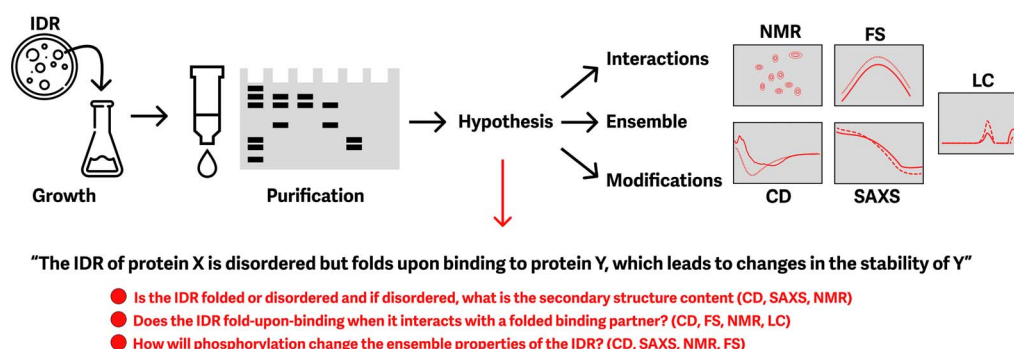 IDR
Growth
Purification
Hypothesis
Interactions
Ensemble
Modifications
NMR
FS
LC
CD
SAXS
“The IDR of protein X is disordered but folds upon binding to protein Y, which leads to changes in the stability of Y”
Is the IDR folded or disordered and if disordered, what is the secondary structure content (CD, SAXS, NMR)
Does the IDR fold-upon-binding when it interacts with a folded binding partner? (CD, FS, NMR, LC)
How will phosphorylation change the ensemble properties of the IDR? (CD, SAXS, NMR, FS)